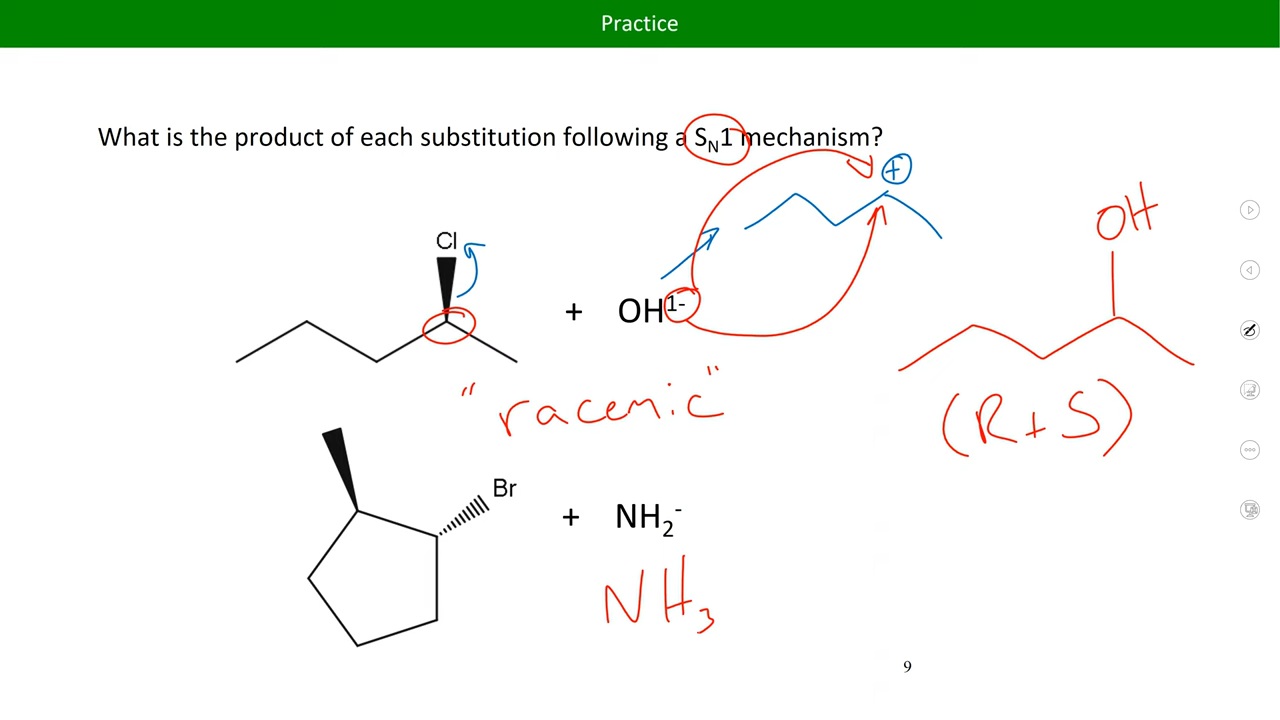 Practice
What is the product of each substitution following a SN1 mechanism?
+
OH
Cl
+ OH1-
"racemic"
(R+S)
Br
+ NH2-
NH3
9